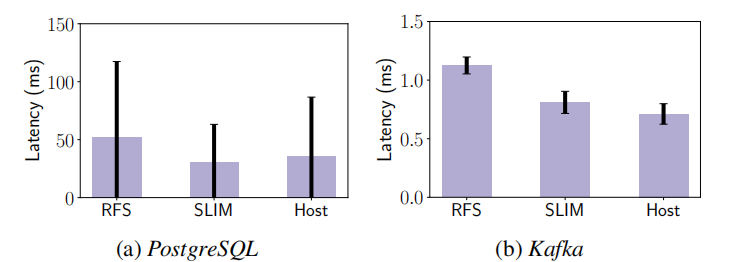 150
100
50
0
Latency (ms)
RFS SLIM Host
(a) PostgreSQL
1.5
1.0
0.5
0.0
Latency (ms)
RFS SLIM Host
(b) Kafka